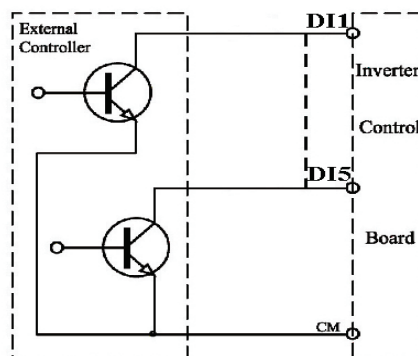 External
Controller
DI1
Inverter
Control
DI5
Board
CM